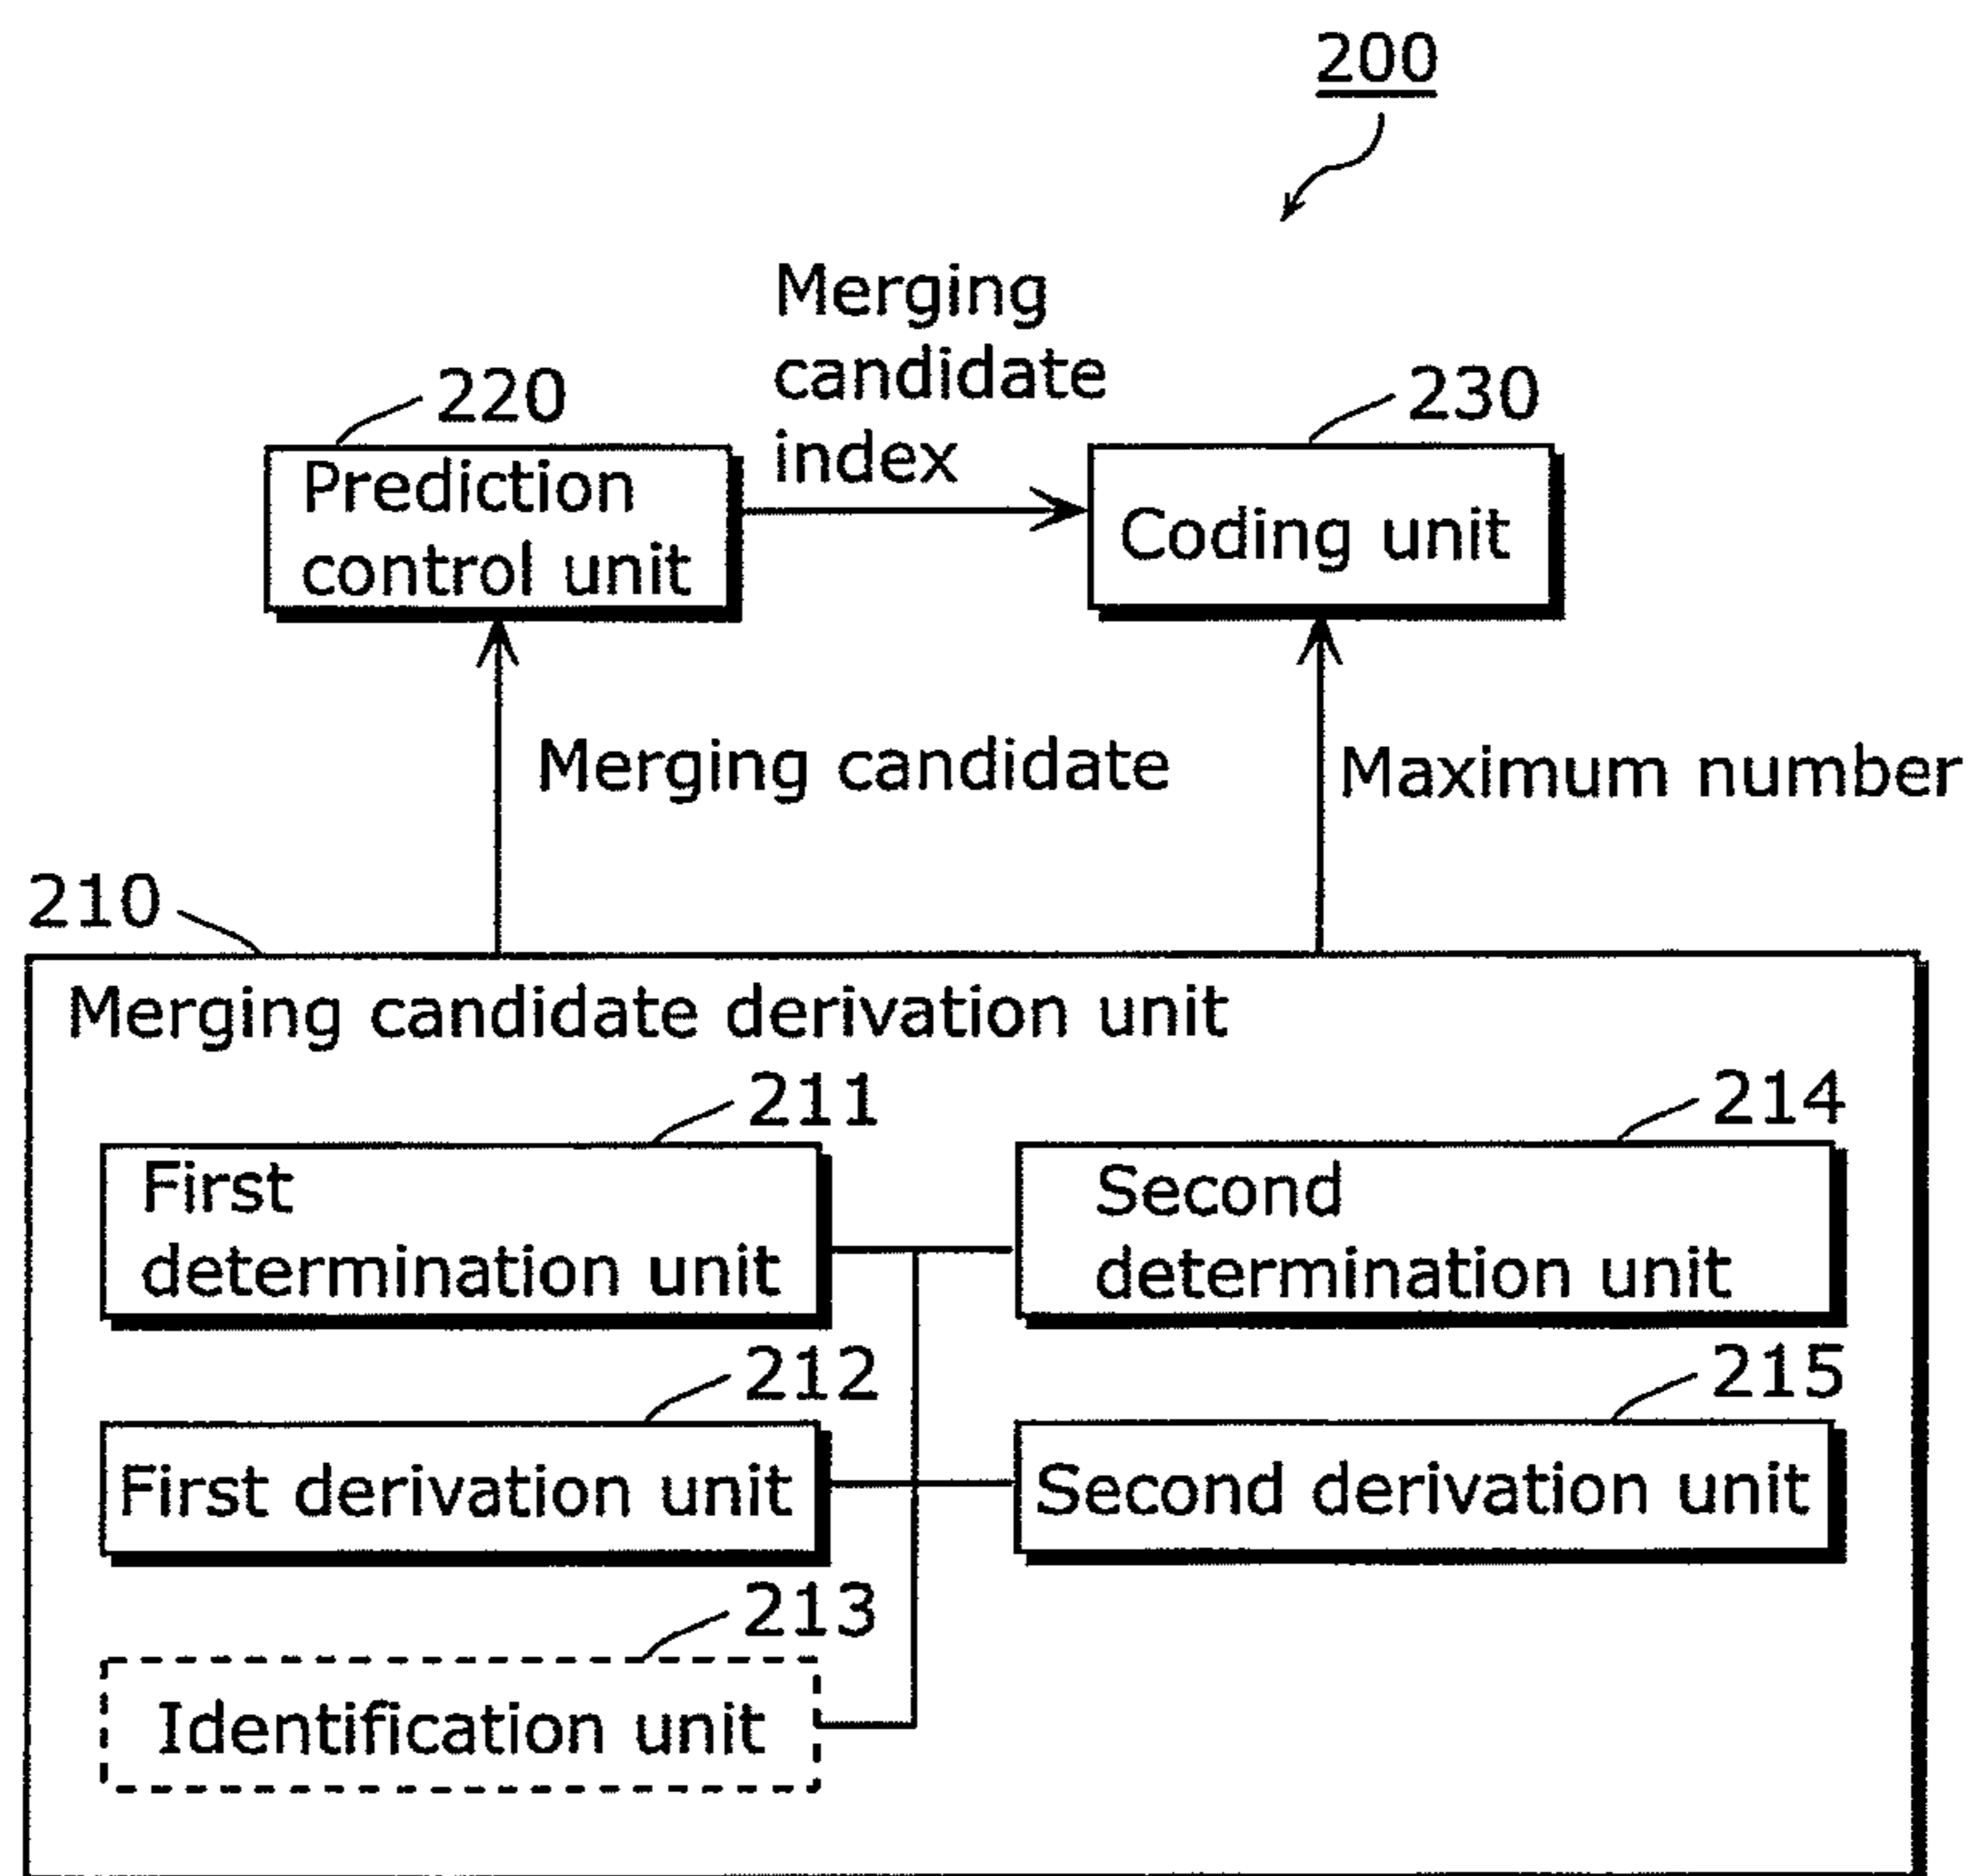 200
Merging
candidate
index
220
230
Prediction
control unit
Coding unit
Merging candidate
Maximum number
210
Merging candidate derivation unit
211
214
First
determination unit
Second
determination unit
212
215
First derivation unit
Second derivation unit
213
Identification unit